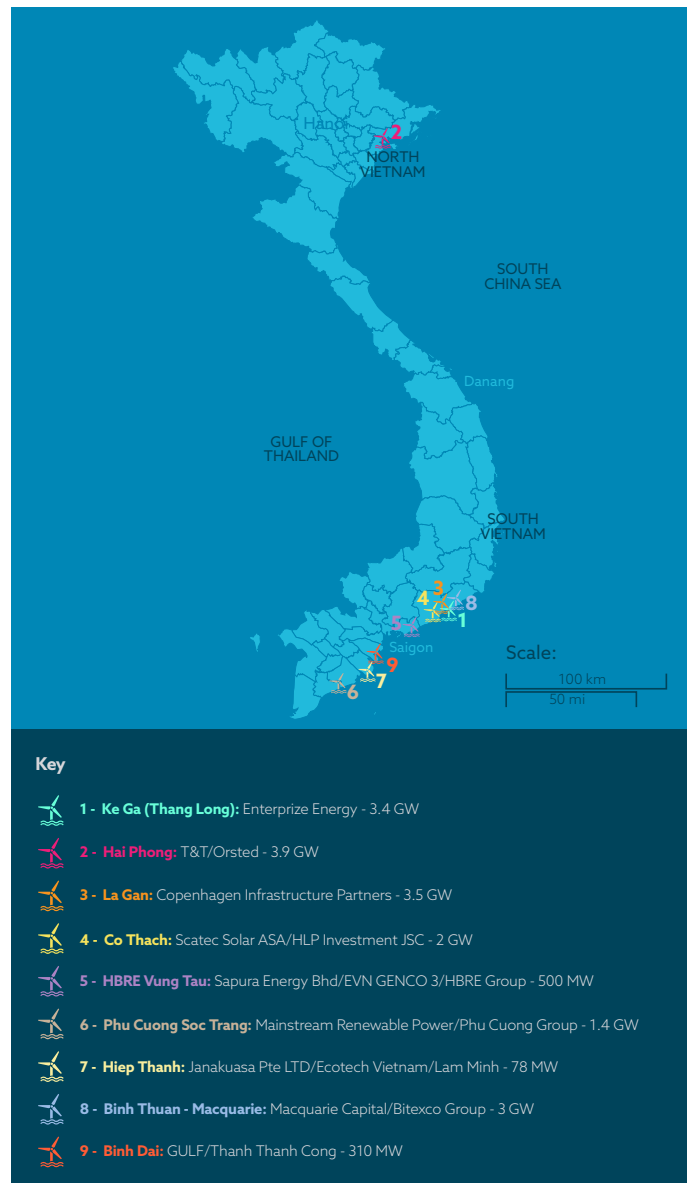 Hanoi
2
NORTH
VIETNAM
SOUTH
CHINA SEA
Danang
GULF OF
THAILAND
SOUTH
VIETNAM
3
4
8
1
5
Saigon
9
7
6
Scale:
100 km
50 mi
Key
1 - Ke Ga (Thang Long): Enterprize Energy - 3.4 GW
2 - Hai Phong: T&T/Orsted - 3.9 GW
3 - La Gan: Copenhagen Infrastructure Partners - 3.5 GW
4 - Co Thach: Scatec Solar ASA/HLP Investment JSC - 2 GW
5 - HBRE Vung Tau: Sapura Energy Bhd/EVN GENCO 3/HBRE Group - 500 MW
6 - Phu Cuong Soc Trang: Mainstream Renewable Power/Phu Cuong Group - 1.4 GW
7 - Hiep Thanh: Janakuasa Pte LTD/Ecotech Vietnam/Lam Minh - 78 MW
8 - Binh Thuan - Macquarie: Macquarie Capital/Bitexco Group - 3 GW
9 - Binh Dai: GULF/Thanh Thanh Cong - 310 MW